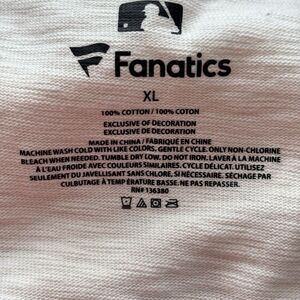 Fanatics
XL
100% COTTON / 100% COTON
EXCLUSIVE OF DECORATION
EXCLUSIVE DE DECORATION
MADE IN CHINA / FABRIQUÉ EN CHINE
MACHINE WASH COLD WITH LIKE COLORS. GENTLE CYCLE. ONLY NON-CHLORINE
BLEACH WHEN NEEDED. TUMBLE DRY LOW. DO NOT IRON. LAVER À LA MACHINE
À L'EAU FROIDE AVEC COULEURS SIMILAIRES. CYCLE DÉLICAT. UTILISEZ
SEULEMENT DU JAVELLISANT SANS CHLORE, SI NÉCESSAIRE. SÉCHAGE PAR
CULBUTAGE À TEMPÉRATURE BASSE. NE PAS REPASSER.
RN# 136380